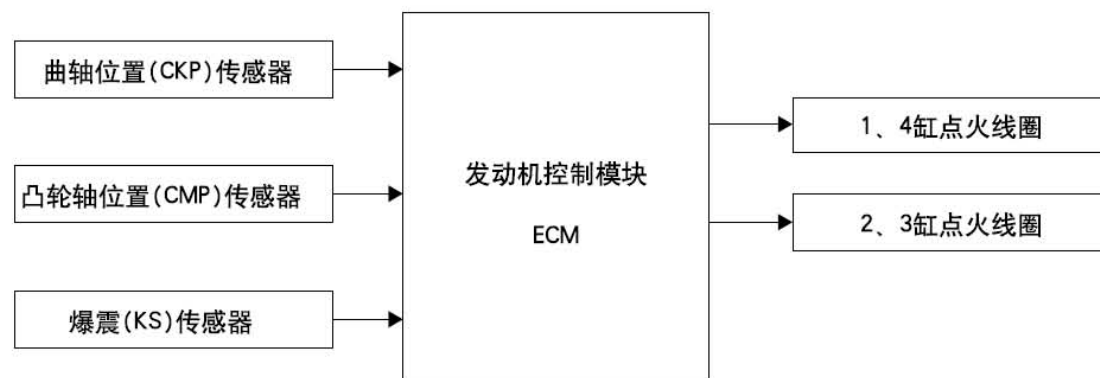 曲轴位置(CKP)传感器
凸轮轴位置(CMP)传感器
爆震(KS)传感器
发动机控制模块
ECM
1、4缸点火线圈
2、3缸点火线圈